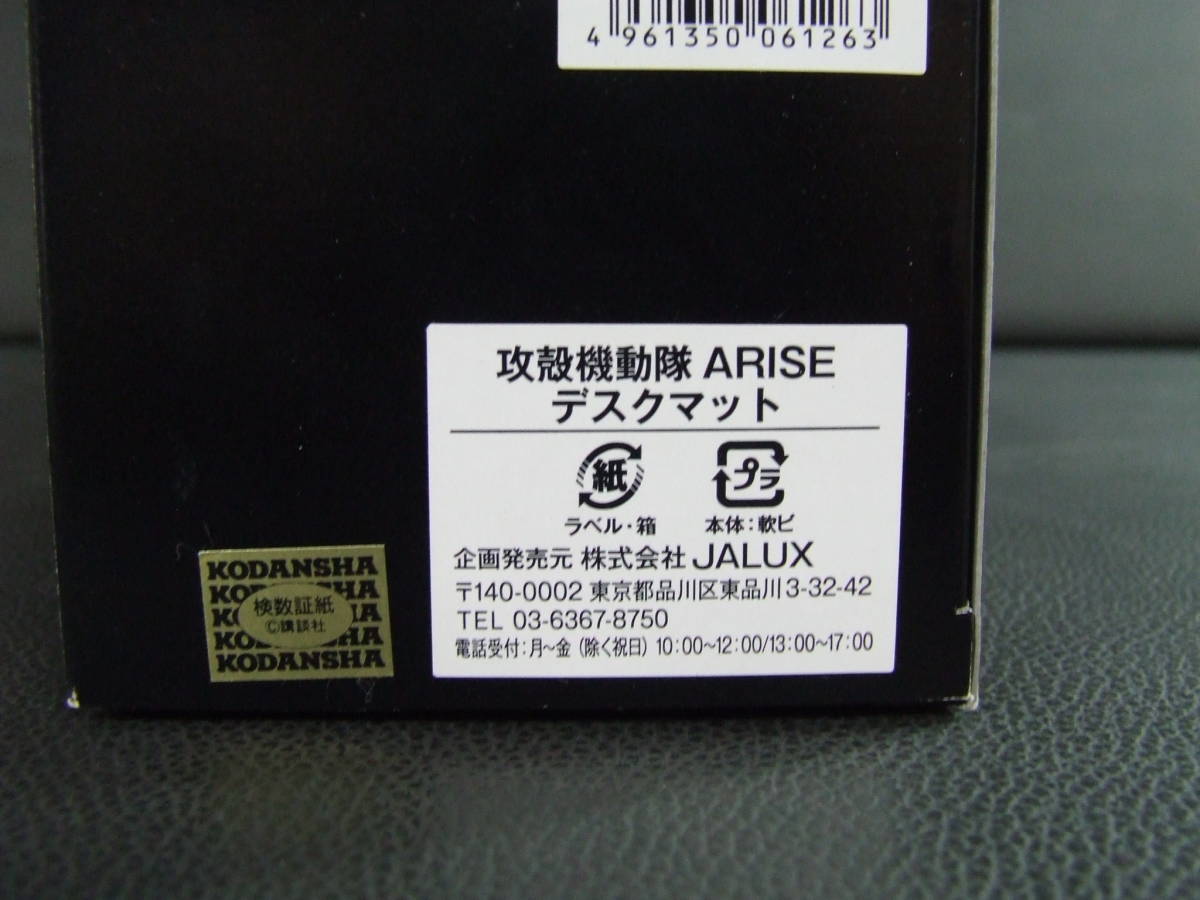 4 961350 061263
攻殻機動隊 ARISE
デスクマット
紙
プラ
ラベル・箱
本体：軟ビ
企画発売元 株式会社 JALUX
〒140-0002 東京都品川区東品川3-32-42
TEL 03-6367-8750
電話受付：月～金（除く祝日）10：00～12：00/13：00～17：00
KODANSHA
KODANSHA
KODANSHA
KODANSHA
KODANSHA
検数証紙
©講談社